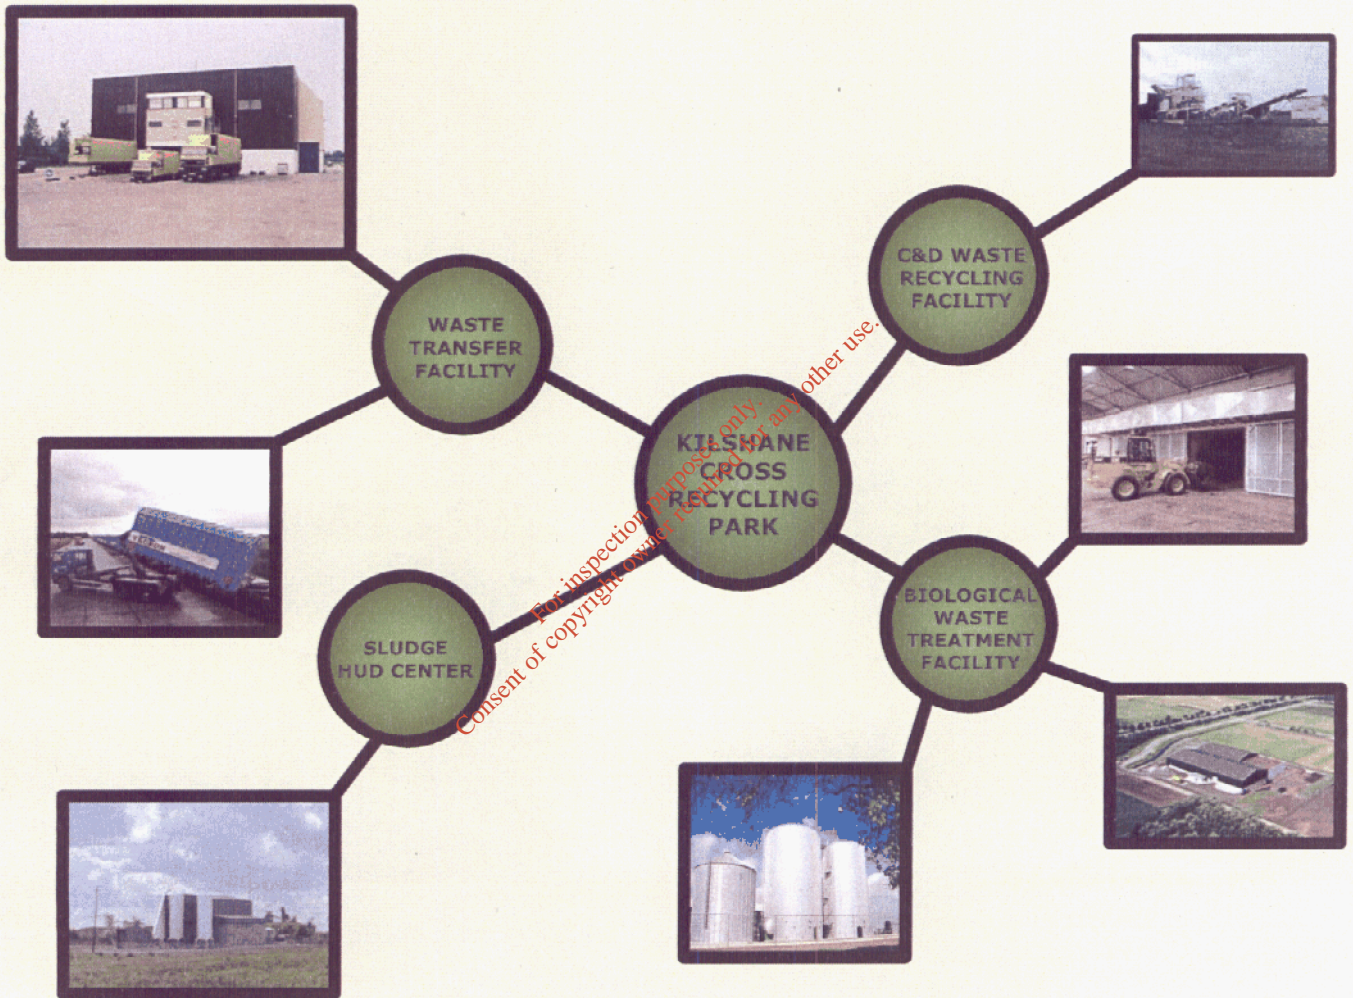 WASTE
TRANSFER
FACILITY
C&D WASTE
RECYCLING
FACILITY
KILSHANE
CROSS
RECYCLING
PARK
SLUDGE
HUD CENTER
BIOLOGICAL
WASTE
TREATMENT
FACILITY
For inspection purposes only.
Consent of copyright owner required for any other use.